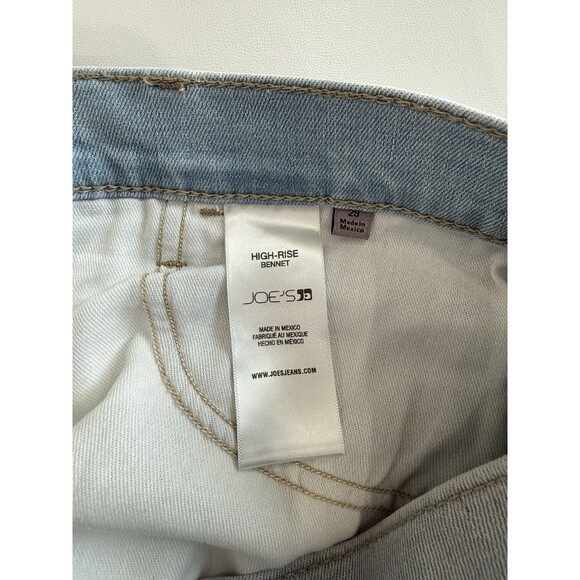 HIGH-RISE
BENNET
JOE'S
MADE IN MEXICO
FABRIQUÉ AU MEXIQUE
HECHO EN MÉXICO
WWW.JOESJEANS.COM
Made in
Mexico